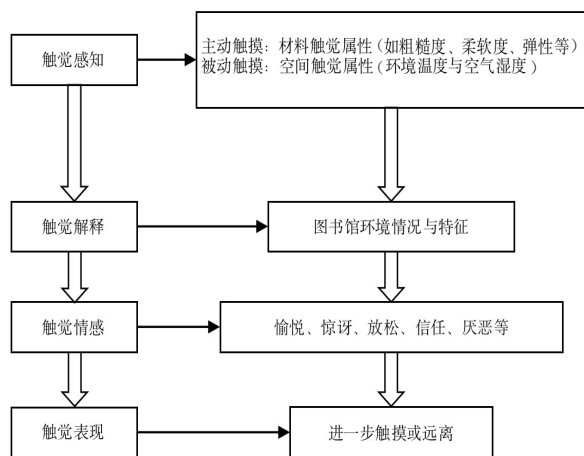 触觉感知
主动触摸：材料触觉属性（如粗糙度、柔软度、弹性等）
被动触摸：空间触觉属性（环境温度与空气湿度）
触觉解释
图书馆环境情况与特征
触觉情感
愉悦、惊讶、放松、信任、厌恶等
触觉表现
进一步触摸或远离